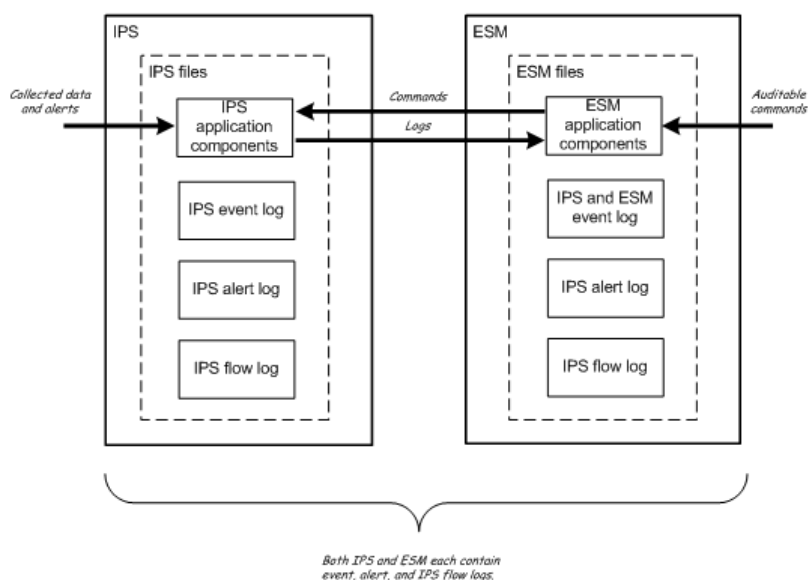 IPS
ESM
IPS files
ESM files
Collected data
and alerts
IPS
application
components
Commands
Logs
ESM
application
components
Auditable
commands
IPS event log
IPS and ESM
event log
IPS alert log
IPS alert log
IPS flow log
IPS flow log
Both IPS and ESM each contain
event, alert, and IPS flow logs.